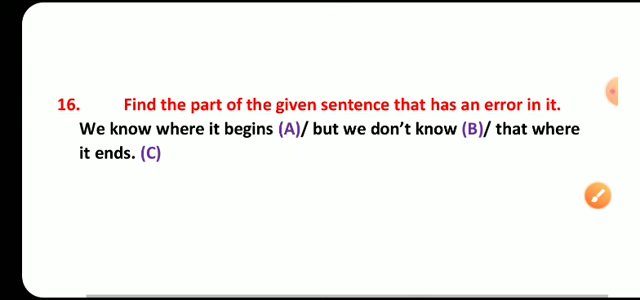 16. Find the part of the given sentence that has an error in it.
We know where it begins (A)/ but we don’t know (B)/ that where
it ends. (C)